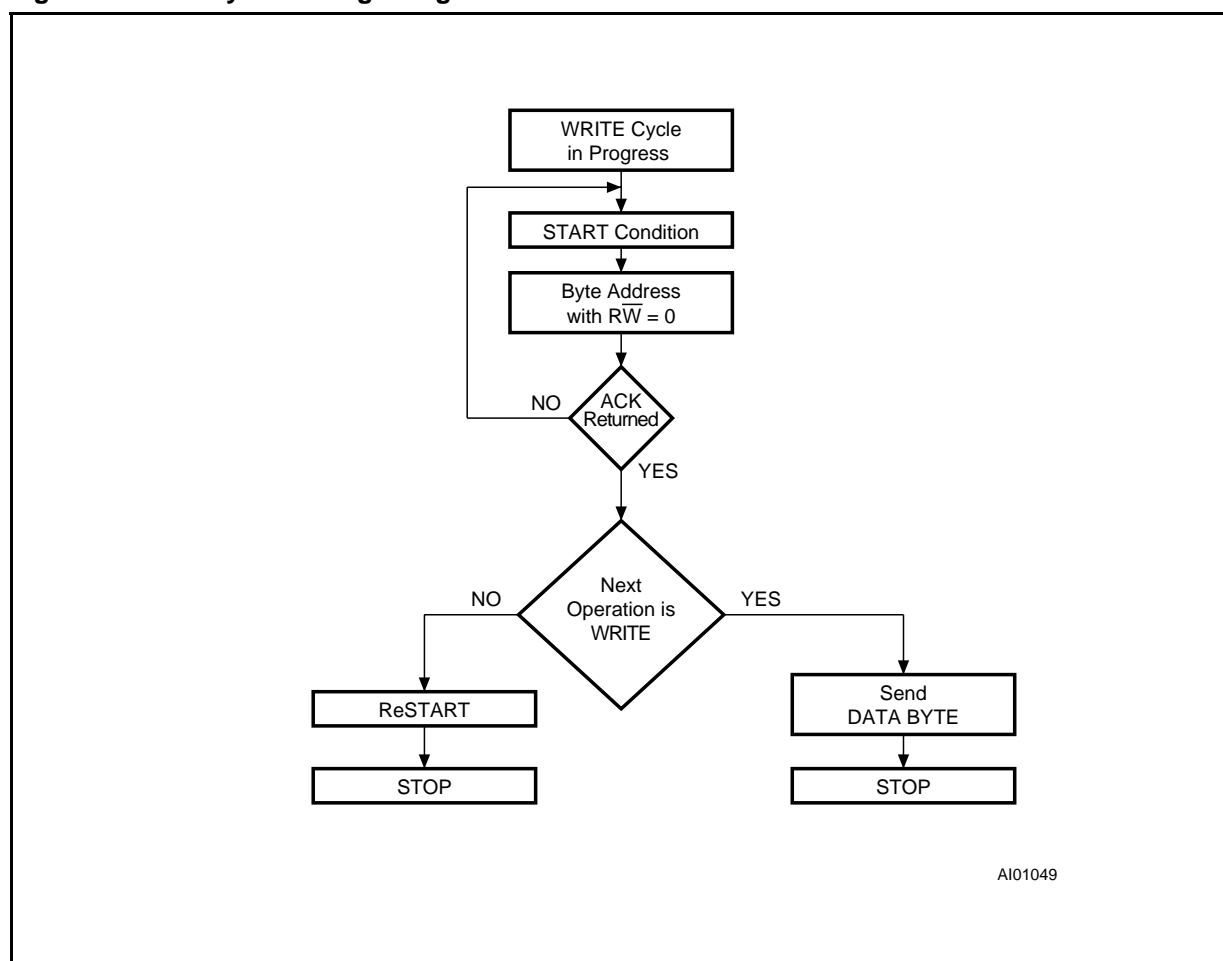 WRITE Cycle
in Progress
START Condition
Byte Address
with RW̅ = 0
NO
ACK
Returned
YES
NO
Next
Operation is
WRITE
YES
ReSTART
Send
DATA BYTE
STOP
STOP
AI01049